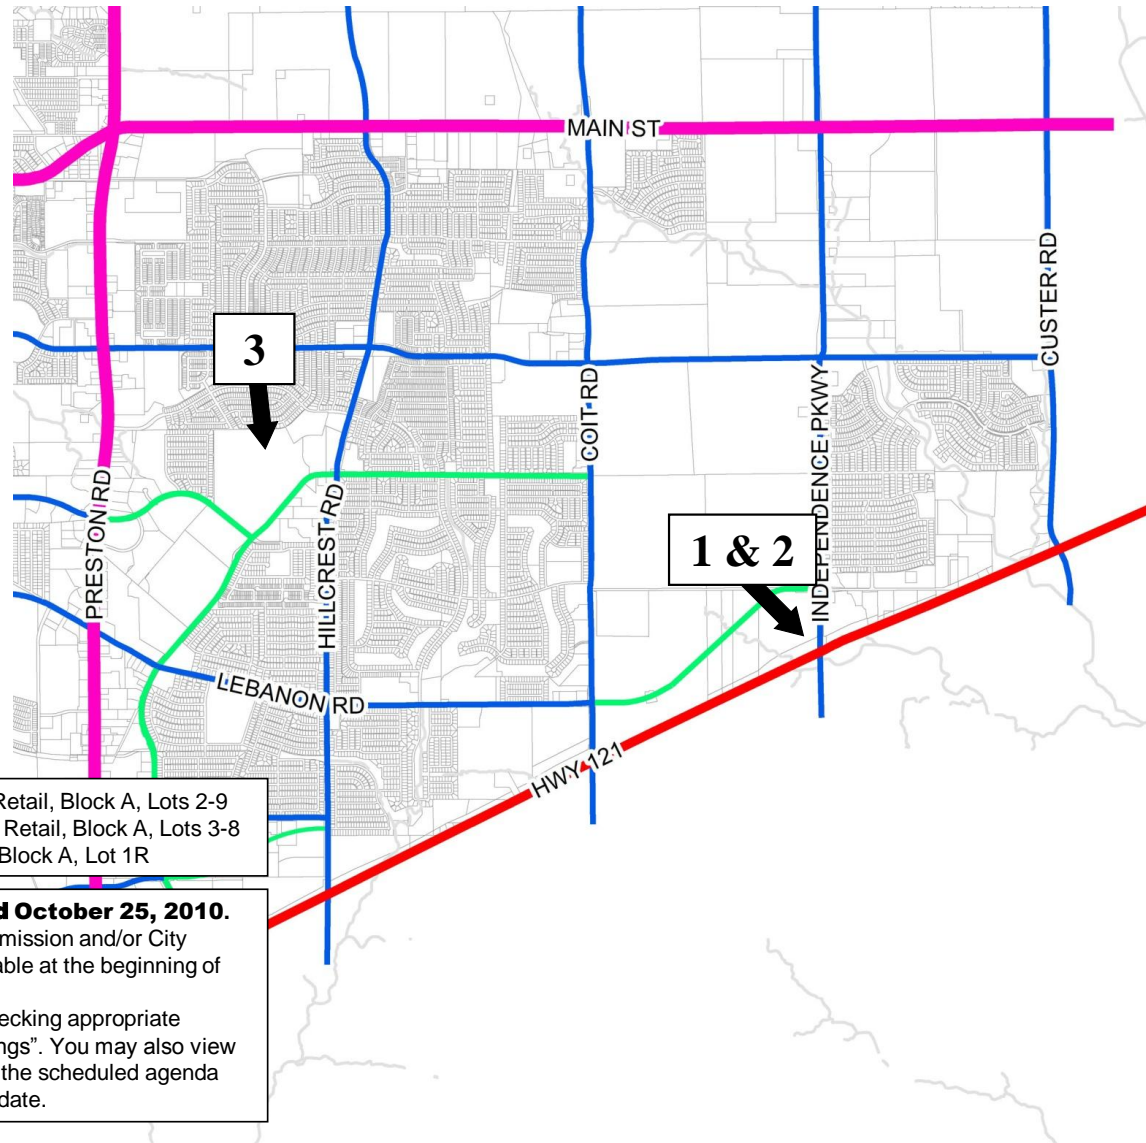 MAIN ST
CUSTER RD
3
COIT RD
INDEPENDENCE PKWY
PRESTON RD
HILLCREST RD
1 & 2
LEBANON RD
HWY 121
Retail, Block A, Lots 2-9
Retail, Block A, Lots 3-8
Block A, Lot 1R
October 25, 2010.
mission and/or City
able at the beginning of
ecking appropriate
ngs”. You may also view
the scheduled agenda
date.